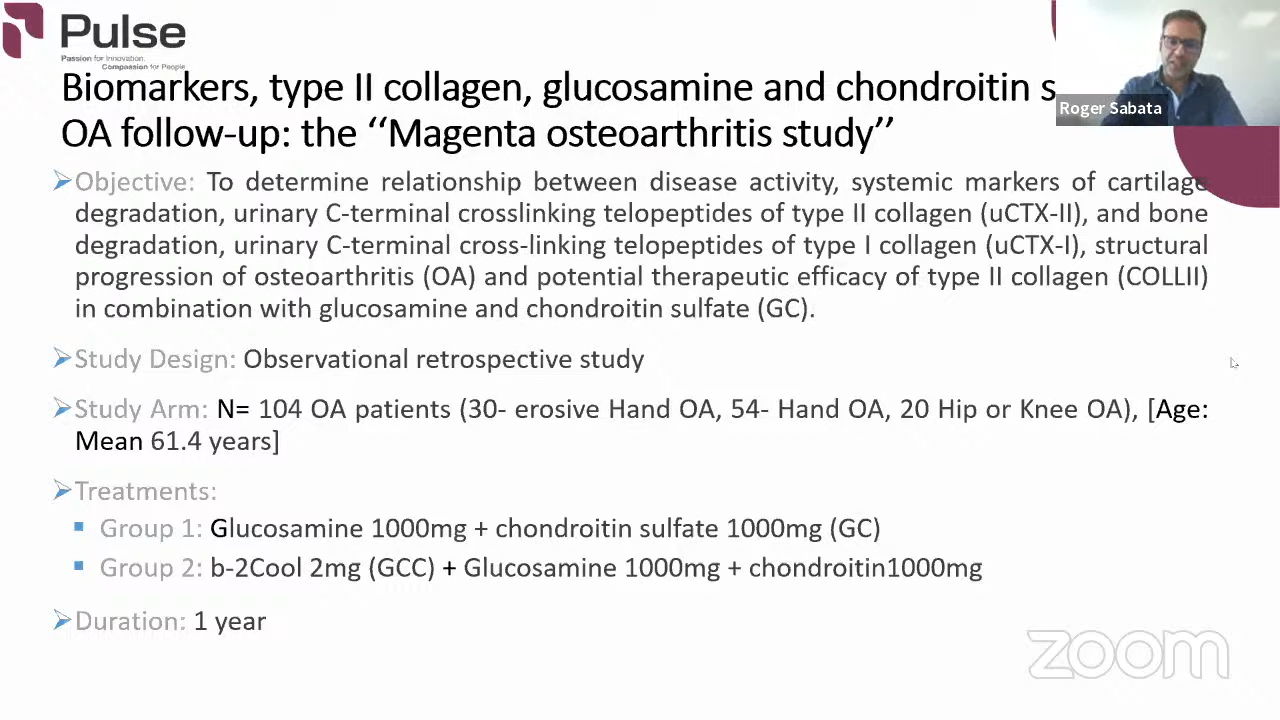 Pulse
Passion for Innovation.
Compassion for People
Biomarkers, type II collagen, glucosamine and chondroitin s
OA follow-up: the ‘‘Magenta osteoarthritis study’’
Roger Sabata
Objective: To determine relationship between disease activity, systemic markers of cartilage
degradation, urinary C-terminal crosslinking telopeptides of type II collagen (uCTX-II), and bone
degradation, urinary C-terminal cross-linking telopeptides of type I collagen (uCTX-I), structural
progression of osteoarthritis (OA) and potential therapeutic efficacy of type II collagen (COLLII)
in combination with glucosamine and chondroitin sulfate (GC).
Study Design: Observational retrospective study
Study Arm: N= 104 OA patients (30- erosive Hand OA, 54- Hand OA, 20 Hip or Knee OA), [Age:
Mean 61.4 years]
Treatments:
Group 1: Glucosamine 1000mg + chondroitin sulfate 1000mg (GC)
Group 2: b-2Cool 2mg (GCC) + Glucosamine 1000mg + chondroitin1000mg
Duration: 1 year
zoom